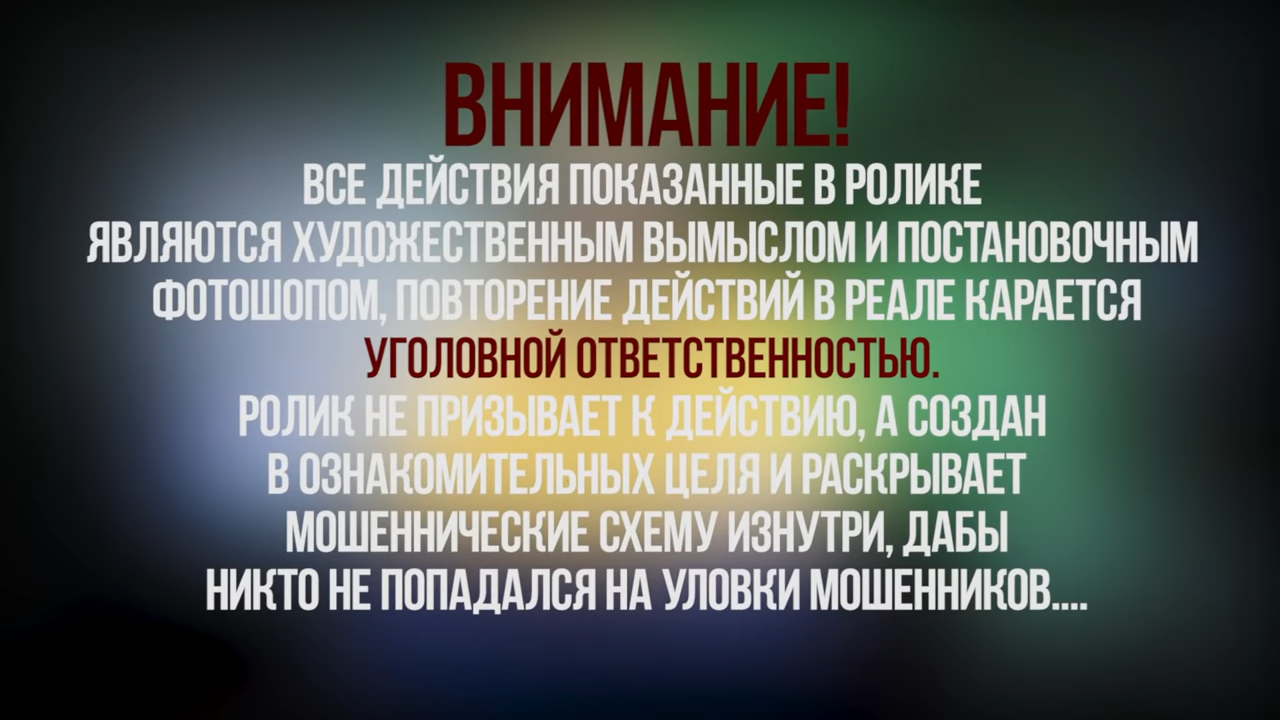 ВНИМАНИЕ!
ВСЕ ДЕЙСТВИЯ ПОКАЗАННЫЕ В РОЛИКЕ
ЯВЛЯЮТСЯ ХУДОЖЕСТВЕННЫМ ВЫМЫСЛОМ И ПОСТАНОВОЧНЫМ
ФОТОШОПОМ, ПОВТОРЕНИЕ ДЕЙСТВИЙ В РЕАЛЕ КАРАЕТСЯ
УГОЛОВНОЙ ОТВЕТСТВЕННОСТЬЮ.
РОЛИК НЕ ПРИЗЫВАЕТ К ДЕЙСТВИЮ, А СОЗДАН
В ОЗНАКОМИТЕЛЬНЫХ ЦЕЛЯ И РАСКРЫВАЕТ
МОШЕННИЧЕСКИЕ СХЕМУ ИЗНУТРИ, ДАБЫ
НИКТО НЕ ПОПАДАЛСЯ НА УЛОВКИ МОШЕННИКОВ....